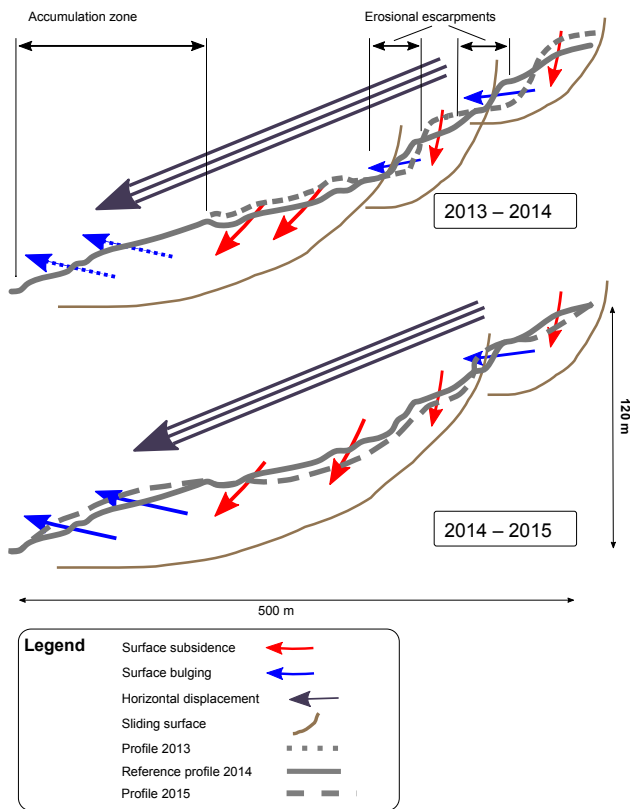 Accumulation zone
Erosional escarpments
2013 – 2014
120 m
2014 – 2015
500 m
Legend
Surface subsidence
Surface bulging
Horizontal displacement
Sliding surface
Profile 2013
Reference profile 2014
Profile 2015